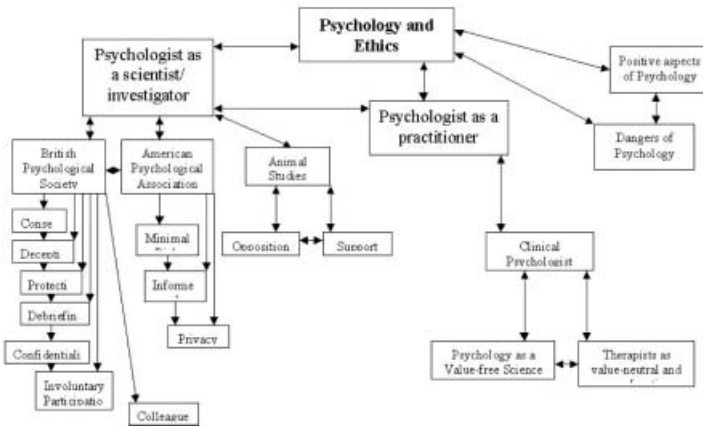 Psychology and
Ethics
Psychologist as
a scientist/
investigator
Positive aspects
of Psychology
Psychologist as a
practitioner
Dangers of
Psychology
British
Psychological
Society
American
Psychological
Association
Animal
Studies
Conse
Minimal
Opposition
Support
Clinical
Psychologist
Decepti
Protecti
Informe
Debriefin
Privacy
Confidentiali
Psychology as a
Value-free Science
Therapists as
value-neutral and
Involuntary
Participatio
Colleague